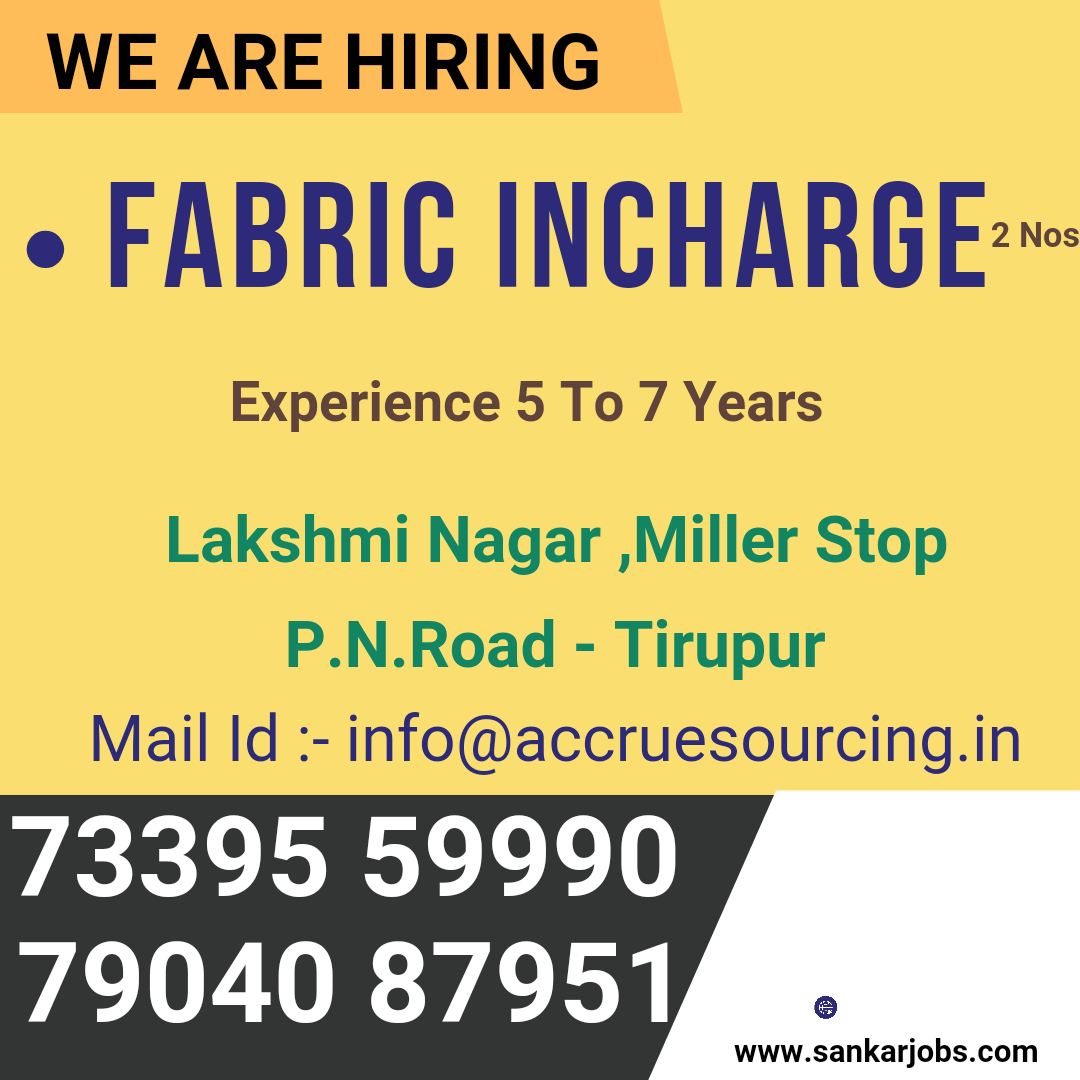 WE ARE HIRING
• FABRIC INCHARGE 2 Nos
Experience 5 To 7 Years
Lakshmi Nagar ,Miller Stop
P.N.Road - Tirupur
Mail Id :- info@accruesourcing.in
73395 59990
79040 87951
www.sankarjobs.com